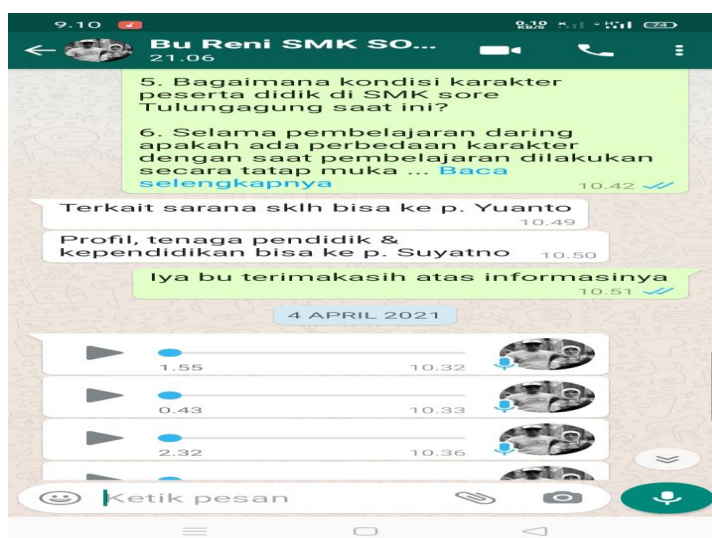 9.10
0.10
KB/S
74
Bu Reni SMK SO...
21.06
5. Bagaimana kondisi karakter
peserta didik di SMK sore
Tulungagung saat ini?
6. Selama pembelajaran daring
apakah ada perbedaan karakter
dengan saat pembelajaran dilakukan
secara tatap muka ... Baca
selengkapnya
10.42
Terkait sarana sklh bisa ke p. Yuanto
10.49
Profil, tenaga pendidik &
kependidikan bisa ke p. Suyatno 10.50
Iya bu terimakasih atas informasinya
10.51
4 APRIL 2021
1.55 10.32
0.43 10.33
2.32 10.36
Ketik pesan